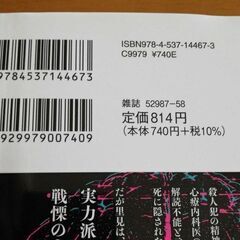 ISBN978-4-537-14467-3
C9979 ¥740E
9784537144673
雑誌 52987-58
定価814円
(本体740円+税10%)
9929979007409
殺人犯の精神
心療内科医
解読不能
死に隠された
だが里見は、
実力派
戦慄の